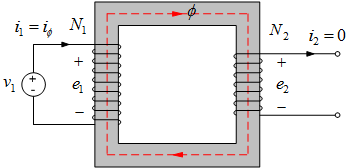 i₁ = iᵩ N₁ ϕ N₂ i₂ = 0
+ +
v₁ + - e₁ e₂
− −